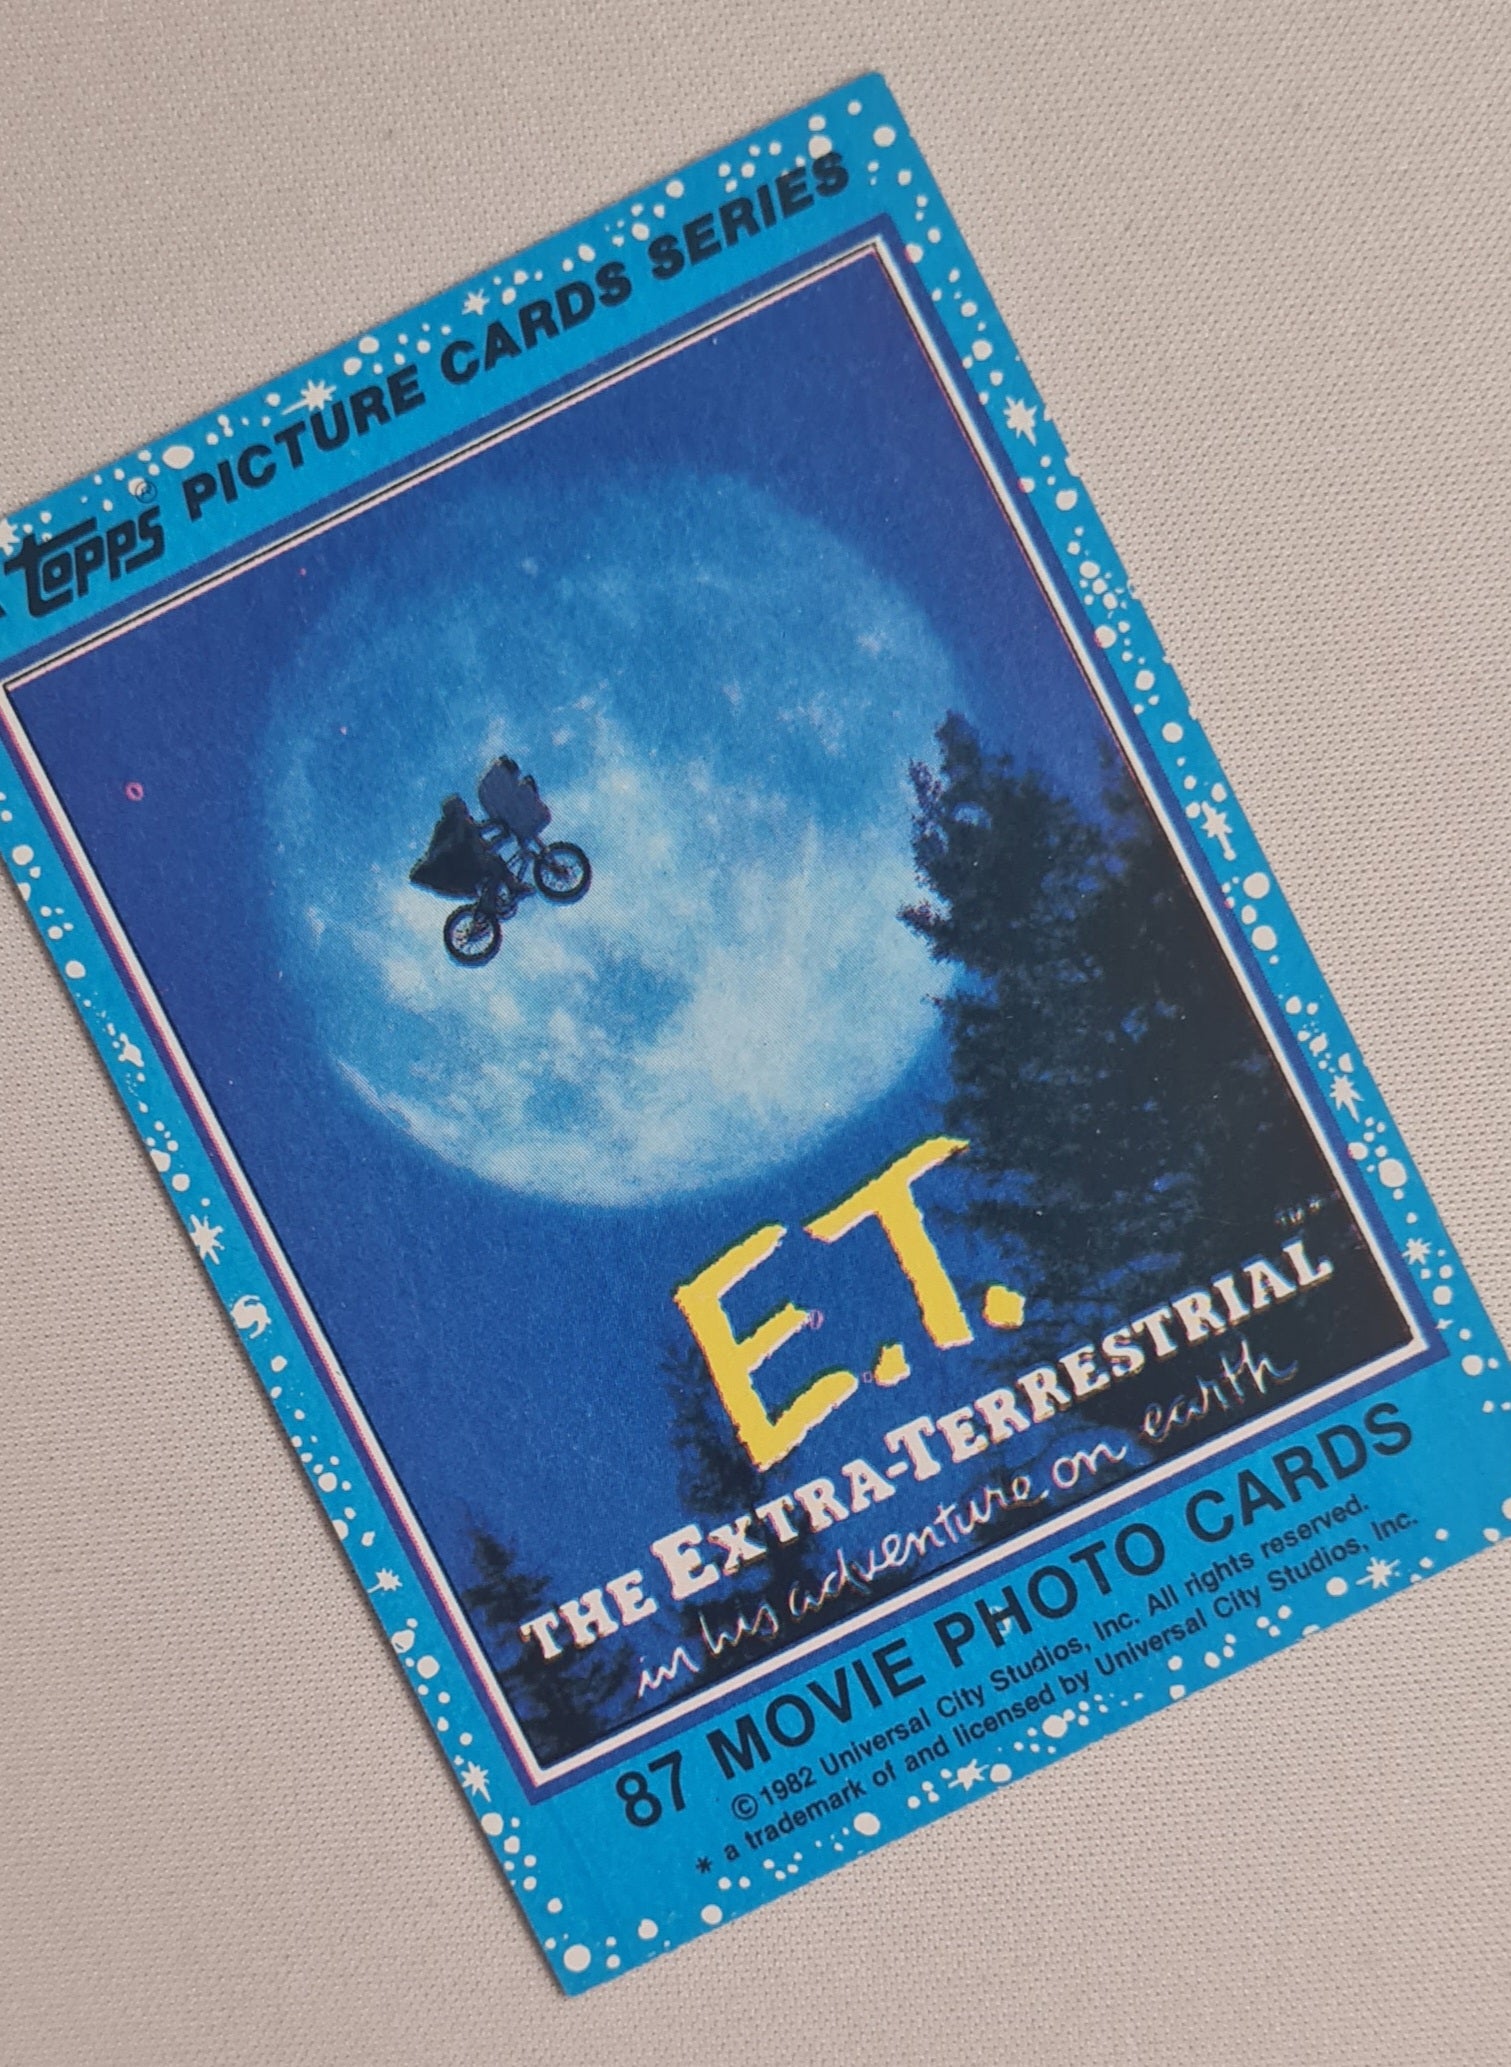 A TOPPS® PICTURE CARDS SERIES
E.T.
THE EXTRA-TERRESTRIAL
in his adventure on earth
87 MOVIE PHOTO CARDS
©1982 Universal City Studios, Inc. All rights reserved.
* a trademark of and licensed by Universal City Studios, Inc.